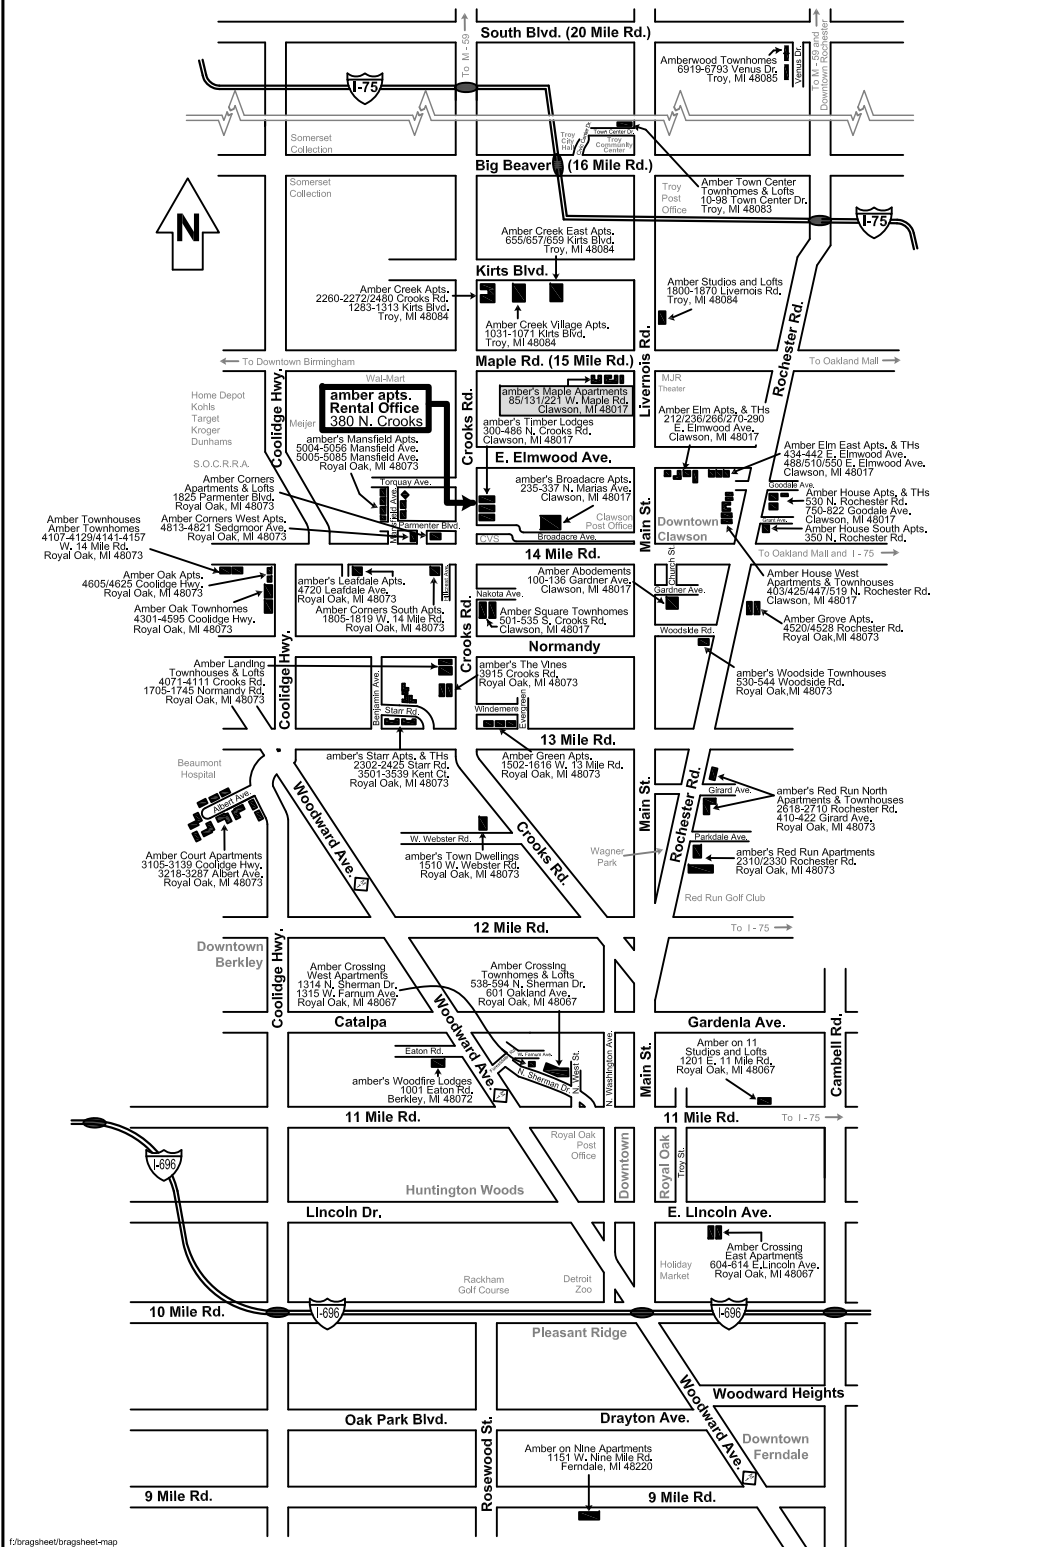 South Blvd. (20 Mile Rd.)
To M - 59
To M - 59 and
Downtown Rochester
Amberwood Townhomes
6919-6793 Venus Dr.
Troy, MI 48085
Venus Dr.
I-75
Somerset
Collection
Troy
City
Hall
Town Center Dr.
Troy
Community
Center
Big Beaver (16 Mile Rd.)
Somerset
Collection
Troy
Post
Office
Amber Town Center
Townhomes & Lofts
10-98 Town Center Dr.
Troy, MI 48083
N
I-75
Amber Creek East Apts.
655/657/659 Kirts Blvd.
Troy, MI 48084
Kirts Blvd.
Amber Creek Apts.
2260-2272/2480 Crooks Rd.
1283-1313 Kirts Blvd.
Troy, MI 48084
Amber Studios and Lofts
1800-1870 Livernois Rd.
Troy, MI 48084
Amber Creek Village Apts.
1031-1071 Kirts Blvd.
Troy, MI 48084
Livernois Rd.
Rochester Rd.
To Downtown Birmingham
Maple Rd. (15 Mile Rd.)
To Oakland Mall
Coolidge Hwy.
Wal-Mart
Home Depot
Kohls
Target
Kroger
Dunhams
Meijer
amber apts.
Rental Office
380 N. Crooks
Crooks Rd.
amber's Maple Apartments
85/131/221 W. Maple Rd.
Clawson, MI 48017
MJR
Theater
amber's Timber Lodges
300-486 N. Crooks Rd.
Clawson, MI 48017
Amber Elm Apts. & THs
212/236/266/270-290
E. Elmwood Ave.
Clawson, MI 48017
amber's Mansfield Apts.
5004-5056 Mansfield Ave.
5005-5085 Mansfield Ave.
Royal Oak, MI 48073
E. Elmwood Ave.
Amber Elm East Apts. & THs
434-442 E. Elmwood Ave.
488/510/550 E. Elmwood Ave.
Clawson, MI 48017
S.O.C.R.R.A.
Amber Corners
Apartments & Lofts
1825 Parmenter Blvd.
Royal Oak, MI 48073
Torquay Ave.
Mansfield Ave.
Parmenter Blvd.
amber's Broadacre Apts.
235-337 N. Marias Ave.
Clawson, MI 48017
Goodale Ave.
Amber House Apts. & THs
530 N. Rochester Rd.
750-822 Goodale Ave.
Clawson, MI 48017
Grant Ave.
Amber House South Apts.
350 N. Rochester Rd.
Amber Townhouses
Amber Townhomes
4107-4129/4141-4157
W. 14 Mile Rd.
Royal Oak, MI 48073
Amber Corners West Apts.
4813-4821 Sedgmoor Ave.
Royal Oak, MI 48073
Clawson
Post Office
Main St.
Downtown
Clawson
CVS
Broadacre Ave.
14 Mile Rd.
To Oakland Mall and I - 75
Church St.
Amber Oak Apts.
4605/4625 Coolidge Hwy.
Royal Oak, MI 48073
Amber Oak Townhomes
4301-4595 Coolidge Hwy.
Royal Oak, MI 48073
amber's Leafdale Apts.
4720 Leafdale Ave.
Royal Oak, MI 48073
Amber Corners South Apts.
1805-1819 W. 14 Mile Rd.
Royal Oak, MI 48073
Amber Abodements
100-136 Gardner Ave.
Clawson, MI 48017
Gardner Ave.
Nakota Ave.
Amber Square Townhomes
501-535 S. Crooks Rd.
Clawson, MI 48017
Amber House West
Apartments & Townhouses
403/425/447/519 N. Rochester Rd.
Clawson, MI 48017
Amber Grove Apts.
4520/4528 Rochester Rd.
Royal Oak,MI 48073
Woodside Rd.
Crooks Rd.
Coolidge Hwy.
Normandy
Amber Landing
Townhouses & Lofts
4071-4111 Crooks Rd.
1705-1745 Normandy Rd.
Royal Oak, MI 48073
amber's The Vines
3915 Crooks Rd.
Royal Oak, MI 48073
amber's Woodside Townhouses
530-544 Woodside Rd.
Royal Oak,MI 48073
Benjamin Ave.
Starr Rd.
Windemere
Evergreen
13 Mile Rd.
amber's Starr Apts. & THs
2302-2425 Starr Rd.
3501-3539 Kent Ct.
Royal Oak, MI 48073
Amber Green Apts.
1502-1616 W. 13 Mile Rd.
Royal Oak, MI 48073
Beaumont
Hospital
Albert Ave.
Woodward Ave.
Main St.
Rochester Rd.
Girard Ave.
amber's Red Run North
Apartments & Townhouses
2618-2710 Rochester Rd.
410-422 Girard Ave.
Royal Oak, MI 48073
Parkdale Ave.
W. Webster Rd.
Crooks Rd.
Amber Court Apartments
3105-3139 Coolidge Hwy.
3218-3287 Albert Ave.
Royal Oak, MI 48073
amber's Town Dwellings
1510 W. Webster Rd.
Royal Oak, MI 48073
Wagner
Park
amber's Red Run Apartments
2310/2330 Rochester Rd.
Royal Oak, MI 48073
Red Run Golf Club
12 Mile Rd.
To I - 75
Downtown
Berkley
Coolidge Hwy.
Amber Crossing
West Apartments
1314 N. Sherman Dr.
1315 W. Farnum Ave.
Royal Oak, MI 48067
Amber Crossing
Townhomes & Lofts
538-594 N. Sherman Dr.
601 Oakland Ave.
Royal Oak, MI 48067
Woodward Ave.
Catalpa
Gardenia Ave.
Cambell Rd.
Eaton Rd.
W. Farnum Ave.
N. Sherman Dr.
N. West St.
N. Washington Ave.
Main St.
Amber on 11
Studios and Lofts
1201 E. 11 Mile Rd.
Royal Oak, MI 48067
amber's Woodfire Lodges
1001 Eaton Rd.
Berkley, MI 48072
11 Mile Rd.
11 Mile Rd.
To I - 75
I-696
Royal Oak
Post
Office
Downtown
Royal Oak
Troy St.
Huntington Woods
Lincoln Dr.
E. Lincoln Ave.
Amber Crossing
East Apartments
604-614 E.Lincoln Ave.
Royal Oak, MI 48067
Holiday
Market
Rackham
Golf Course
Detroit
Zoo
10 Mile Rd.
I-696
I-696
Pleasant Ridge
Woodward Ave.
Woodward Heights
Oak Park Blvd.
Drayton Ave.
Rosewood St.
Downtown
Ferndale
Amber on Nine Apartments
1151 W. Nine Mile Rd.
Ferndale, MI 48220
9 Mile Rd.
9 Mile Rd.
f:/bragsheet/bragsheet-map